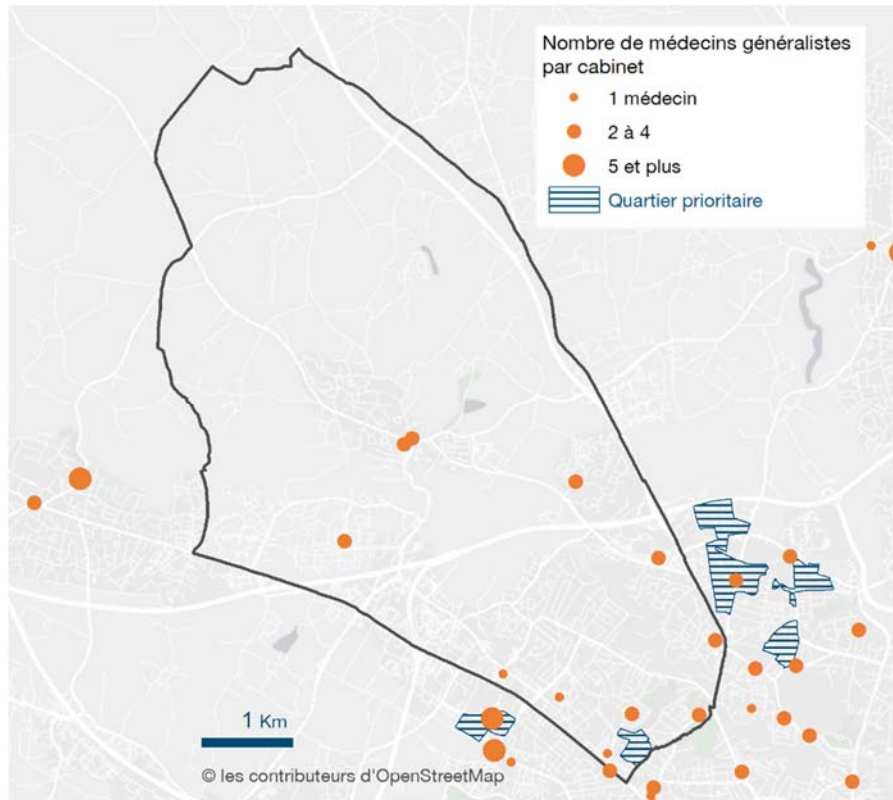 Nombre de médecins généralistes
par cabinet
1 médecin
2 à 4
5 et plus
Quartier prioritaire
1 Km
© les contributeurs d'OpenStreetMap